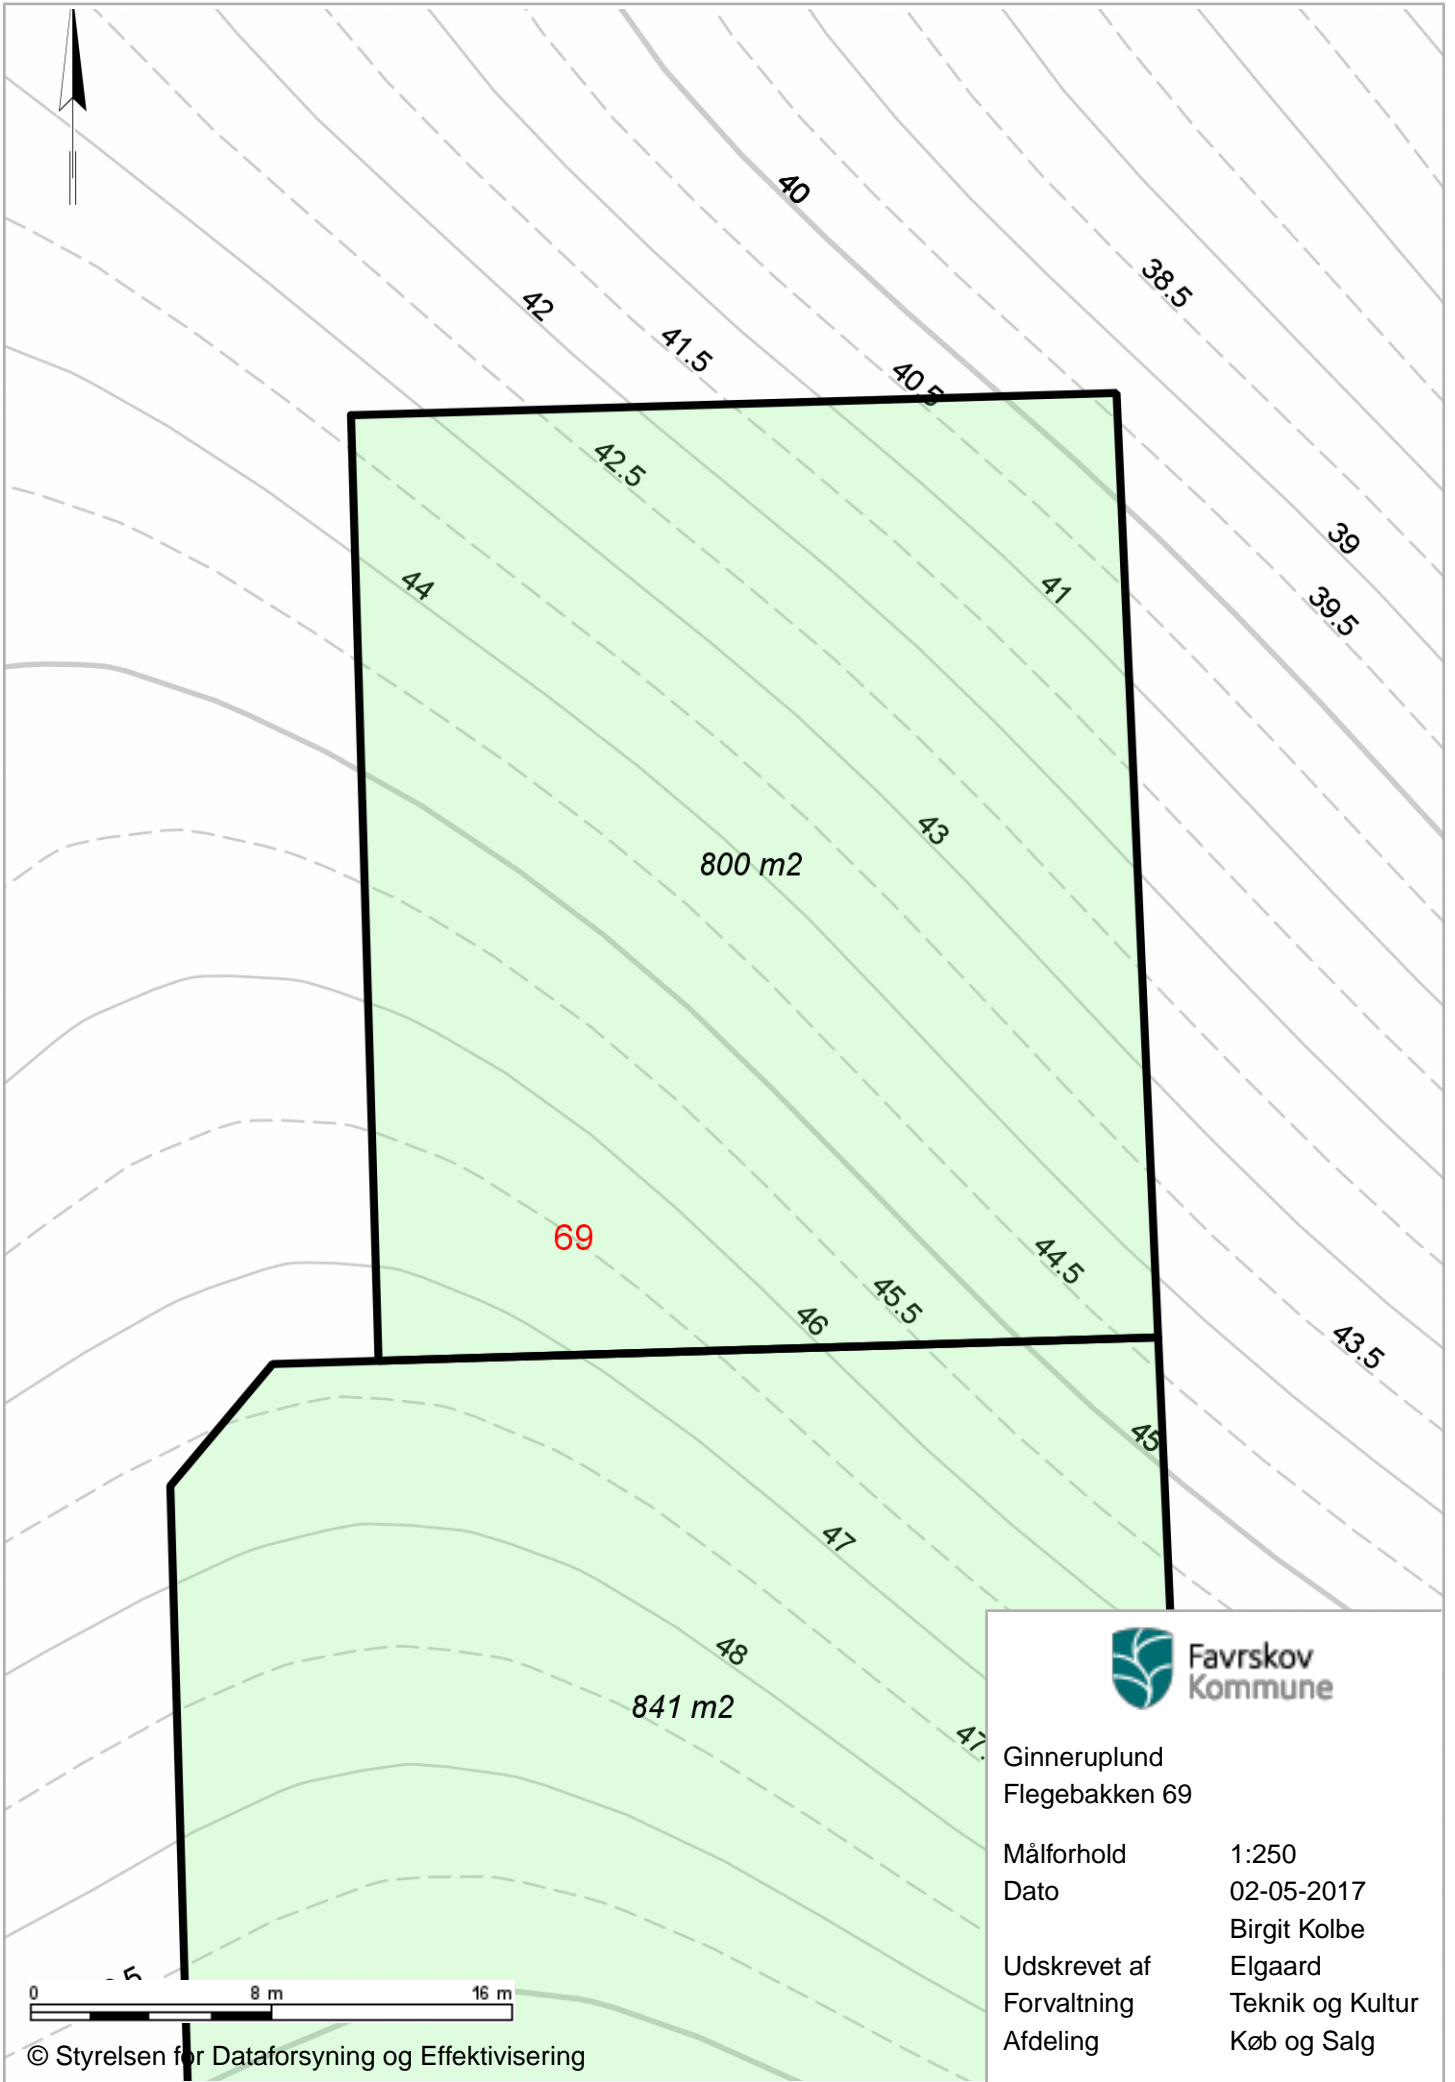 40
38.5
42
41.5
40.5
42.5
39
44
41
39.5
43
800 m2
69
44.5
45.5
46
43.5
45
47
48
841 m2
47.
Favrskov
Kommune
Ginneruplund
Flegebakken 69
Målforhold 1:250
Dato 02-05-2017
Birgit Kolbe
Udskrevet af Elgaard
Forvaltning Teknik og Kultur
Afdeling Køb og Salg
0 8 m 16 m
© Styrelsen for Dataforsyning og Effektivisering